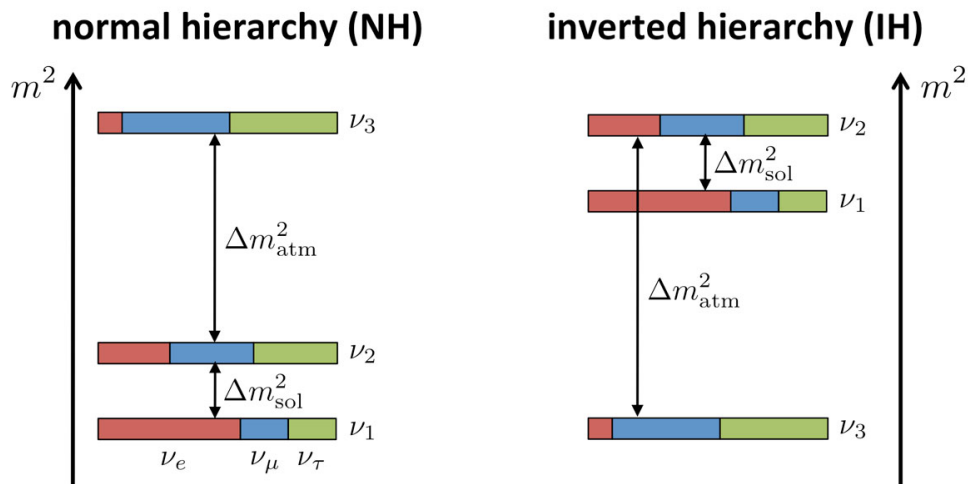 normal hierarchy (NH)
m²
ν₃
Δm²ₐₜₘ
ν₂
Δm²ₛₒₗ
ν₁
νₑ ν_μ ν_τ
inverted hierarchy (IH)
m²
ν₂
Δm²ₛₒₗ
ν₁
Δm²ₐₜₘ
ν₃